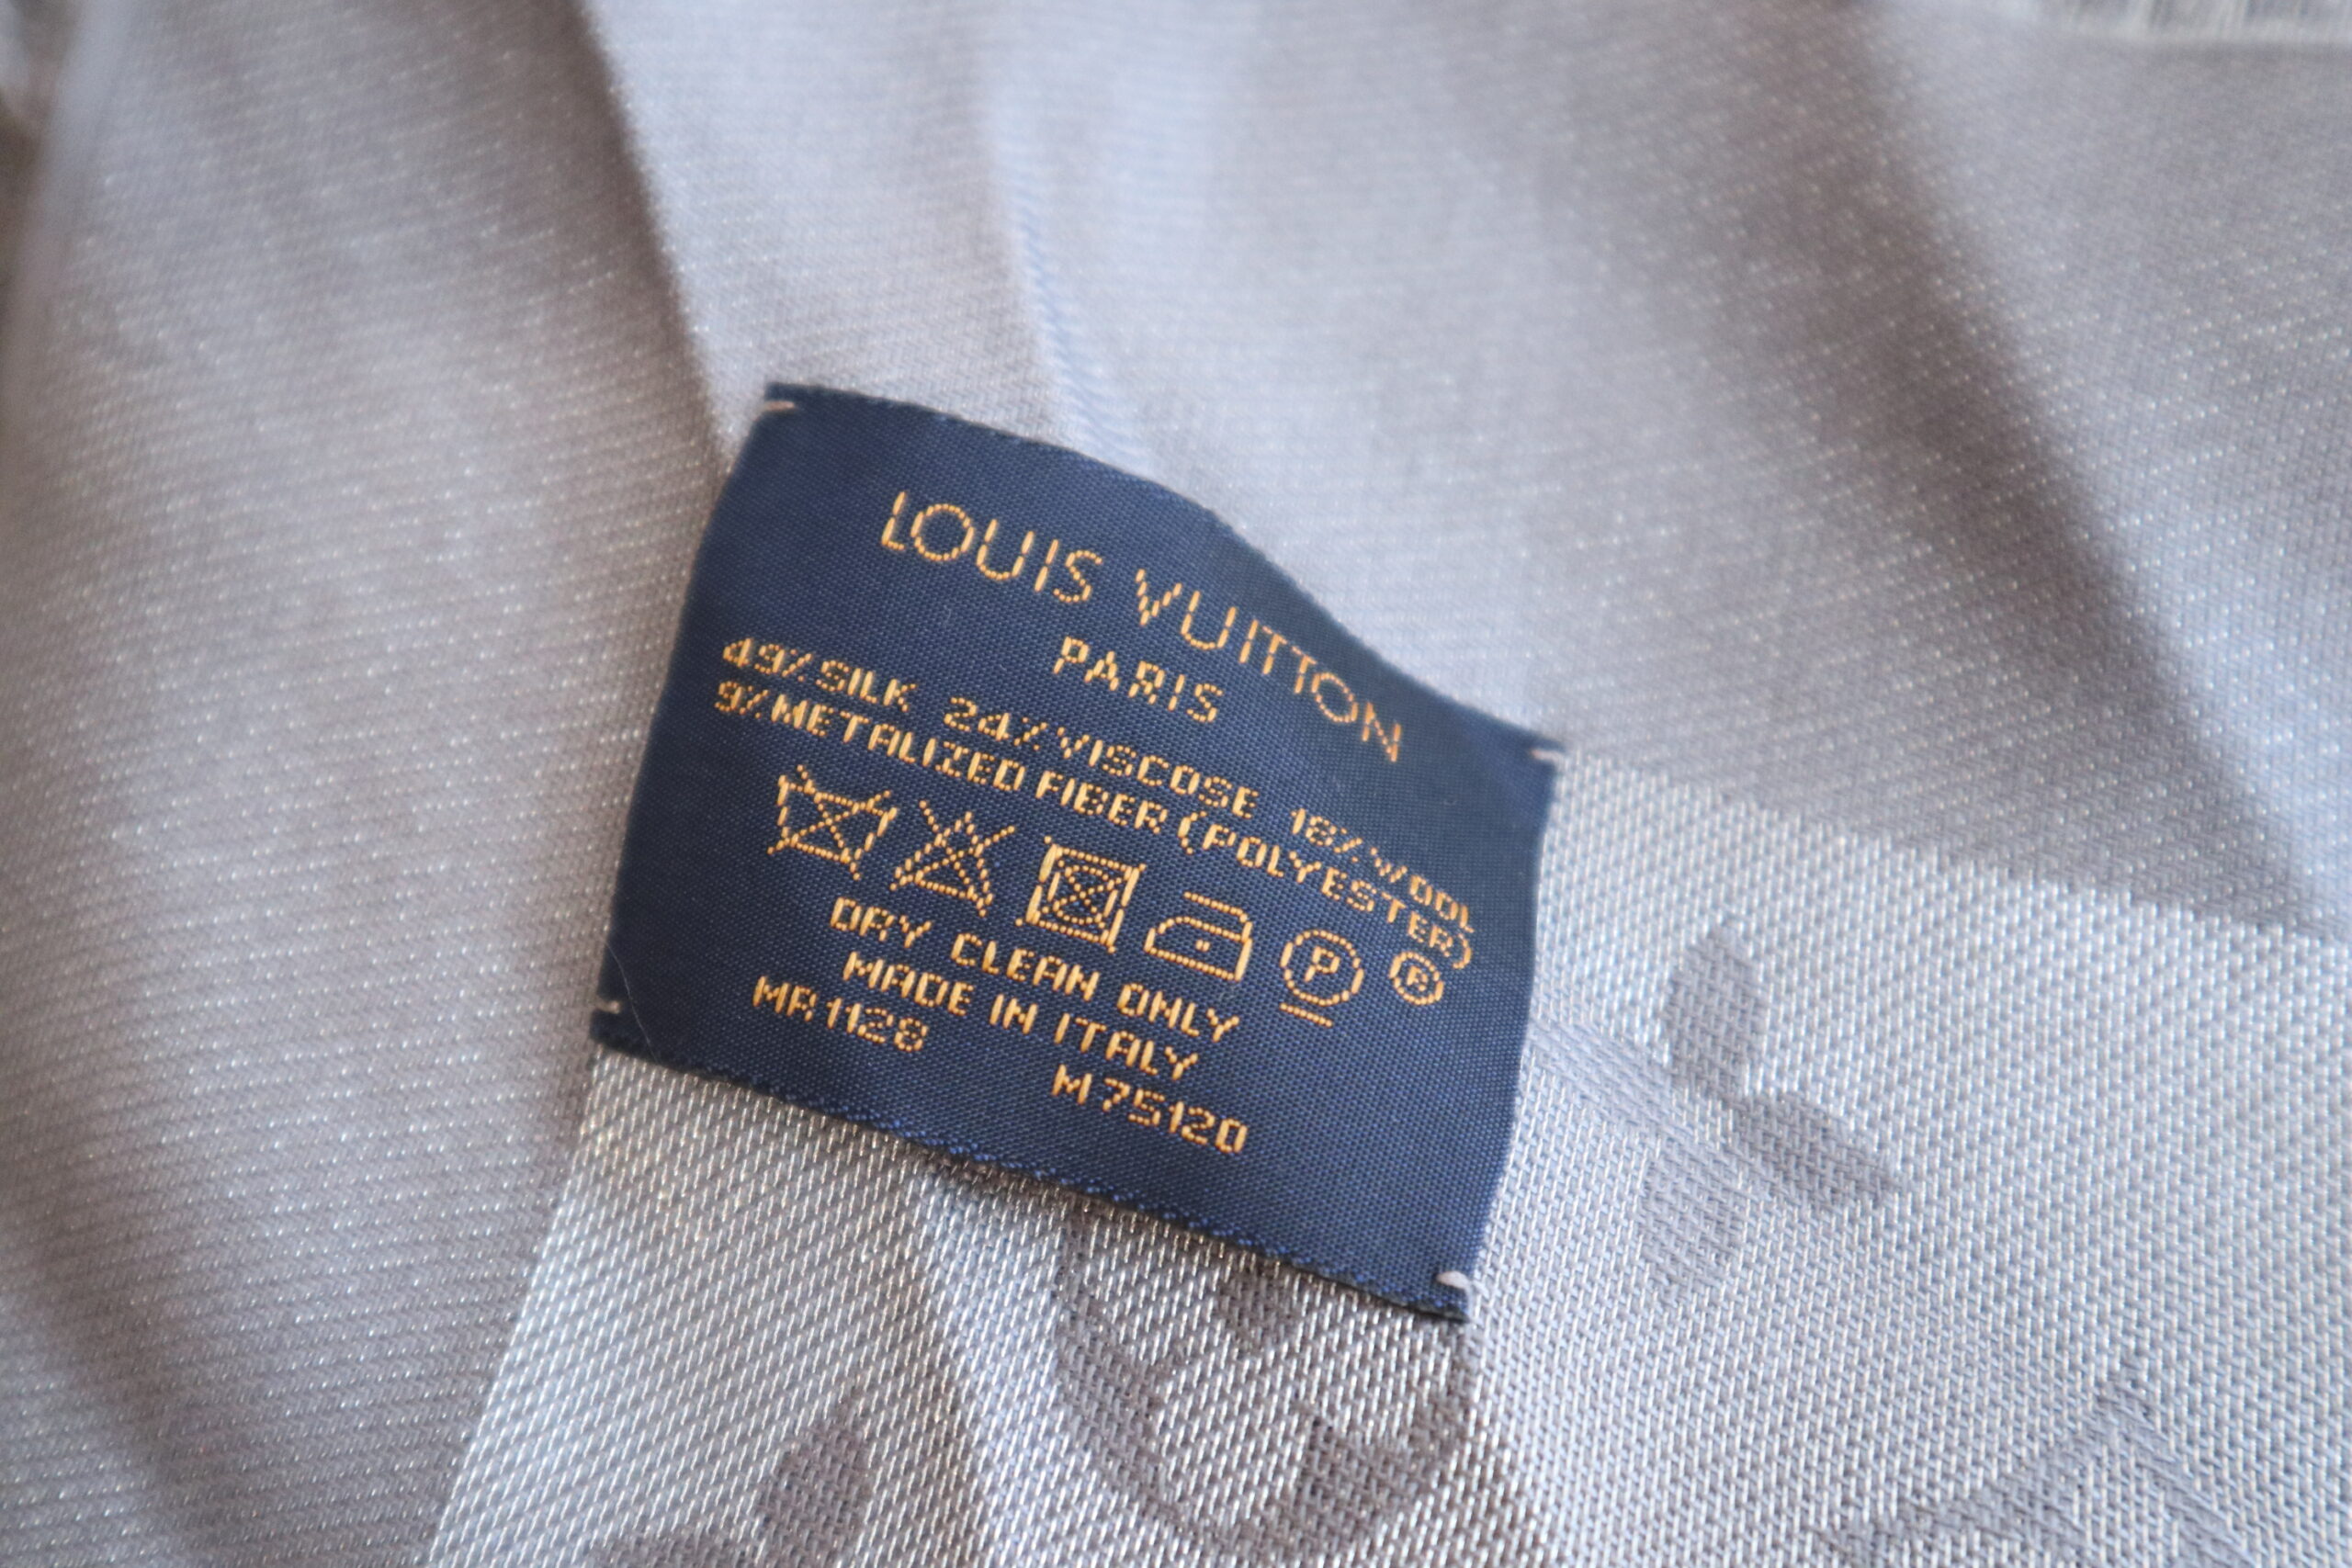 LOUIS VUITTON
PARIS
49% SILK 24% VISCOSE 18% WOOL
9% METALIZED FIBER (POLYESTER)
P ®
DRY CLEAN ONLY
MADE IN ITALY
MR1128 M75120